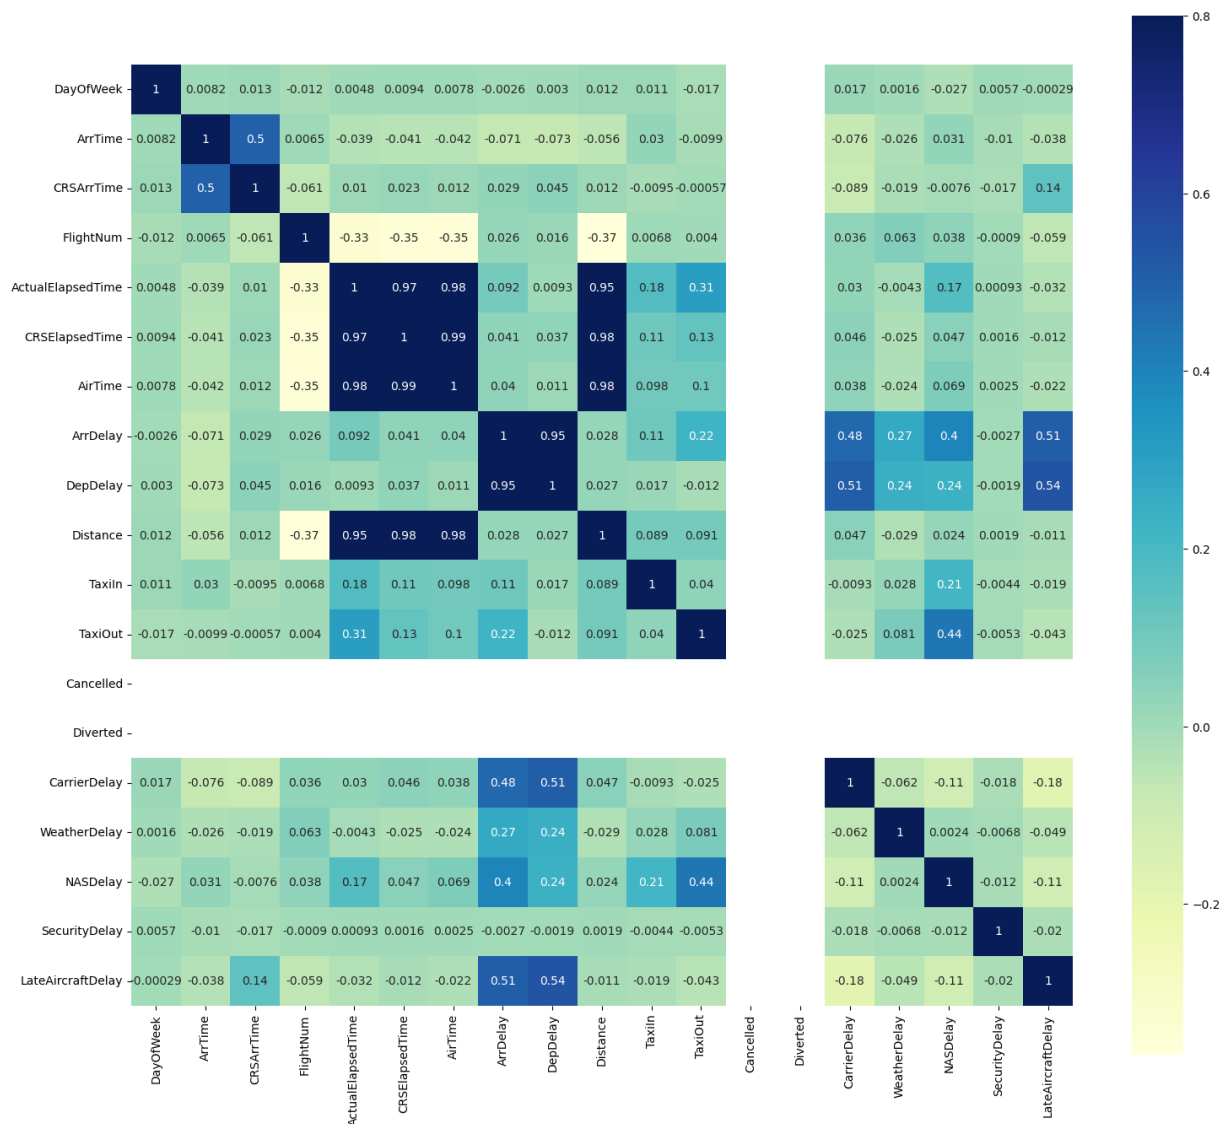 0.8
DayOfWeek 1 0.0082 0.013 -0.012 0.0048 0.0094 0.0078 -0.0026 0.003 0.012 0.011 -0.017 0.017 0.0016 -0.027 0.0057 -0.00029
ArrTime 0.0082 1 0.5 0.0065 -0.039 -0.041 -0.042 -0.071 -0.073 -0.056 0.03 -0.0099 -0.076 -0.026 0.031 -0.01 -0.038
CRSArrTime 0.013 0.5 1 -0.061 0.01 0.023 0.012 0.029 0.045 0.012 -0.0095 -0.00057 -0.089 -0.019 -0.0076 -0.017 0.14
0.6
FlightNum -0.012 0.0065 -0.061 1 -0.33 -0.35 -0.35 0.026 0.016 -0.37 0.0068 0.004 0.036 0.063 0.038 -0.0009 -0.059
ActualElapsedTime 0.0048 -0.039 0.01 -0.33 1 0.97 0.98 0.092 0.0093 0.95 0.18 0.31 0.03 -0.0043 0.17 0.00093 -0.032
CRSElapsedTime 0.0094 -0.041 0.023 -0.35 0.97 1 0.99 0.041 0.037 0.98 0.11 0.13 0.046 -0.025 0.047 0.0016 -0.012
0.4
AirTime 0.0078 -0.042 0.012 -0.35 0.98 0.99 1 0.04 0.011 0.98 0.098 0.1 0.038 -0.024 0.069 0.0025 -0.022
ArrDelay -0.0026 -0.071 0.029 0.026 0.092 0.041 0.04 1 0.95 0.028 0.11 0.22 0.48 0.27 0.4 -0.0027 0.51
DepDelay 0.003 -0.073 0.045 0.016 0.0093 0.037 0.011 0.95 1 0.027 0.017 -0.012 0.51 0.24 0.24 -0.0019 0.54
Distance 0.012 -0.056 0.012 -0.37 0.95 0.98 0.98 0.028 0.027 1 0.089 0.091 0.047 -0.029 0.024 0.0019 -0.011
0.2
TaxiIn 0.011 0.03 -0.0095 0.0068 0.18 0.11 0.098 0.11 0.017 0.089 1 0.04 -0.0093 0.028 0.21 -0.0044 -0.019
TaxiOut -0.017 -0.0099 -0.00057 0.004 0.31 0.13 0.1 0.22 -0.012 0.091 0.04 1 -0.025 0.081 0.44 -0.0053 -0.043
Cancelled
0.0
Diverted
CarrierDelay 0.017 -0.076 -0.089 0.036 0.03 0.046 0.038 0.48 0.51 0.047 -0.0093 -0.025 1 -0.062 -0.11 -0.018 -0.18
WeatherDelay 0.0016 -0.026 -0.019 0.063 -0.0043 -0.025 -0.024 0.27 0.24 -0.029 0.028 0.081 -0.062 1 0.0024 -0.0068 -0.049
NASDelay -0.027 0.031 -0.0076 0.038 0.17 0.047 0.069 0.4 0.24 0.024 0.21 0.44 -0.11 0.0024 1 -0.012 -0.11
−0.2
SecurityDelay 0.0057 -0.01 -0.017 -0.0009 0.00093 0.0016 0.0025 -0.0027 -0.0019 0.0019 -0.0044 -0.0053 -0.018 -0.0068 -0.012 1 -0.02
LateAircraftDelay -0.00029 -0.038 0.14 -0.059 -0.032 -0.012 -0.022 0.51 0.54 -0.011 -0.019 -0.043 -0.18 -0.049 -0.11 -0.02 1
DayOfWeek
ArrTime
CRSArrTime
FlightNum
ActualElapsedTime
CRSElapsedTime
AirTime
ArrDelay
DepDelay
Distance
TaxiIn
TaxiOut
Cancelled
Diverted
CarrierDelay
WeatherDelay
NASDelay
SecurityDelay
LateAircraftDelay